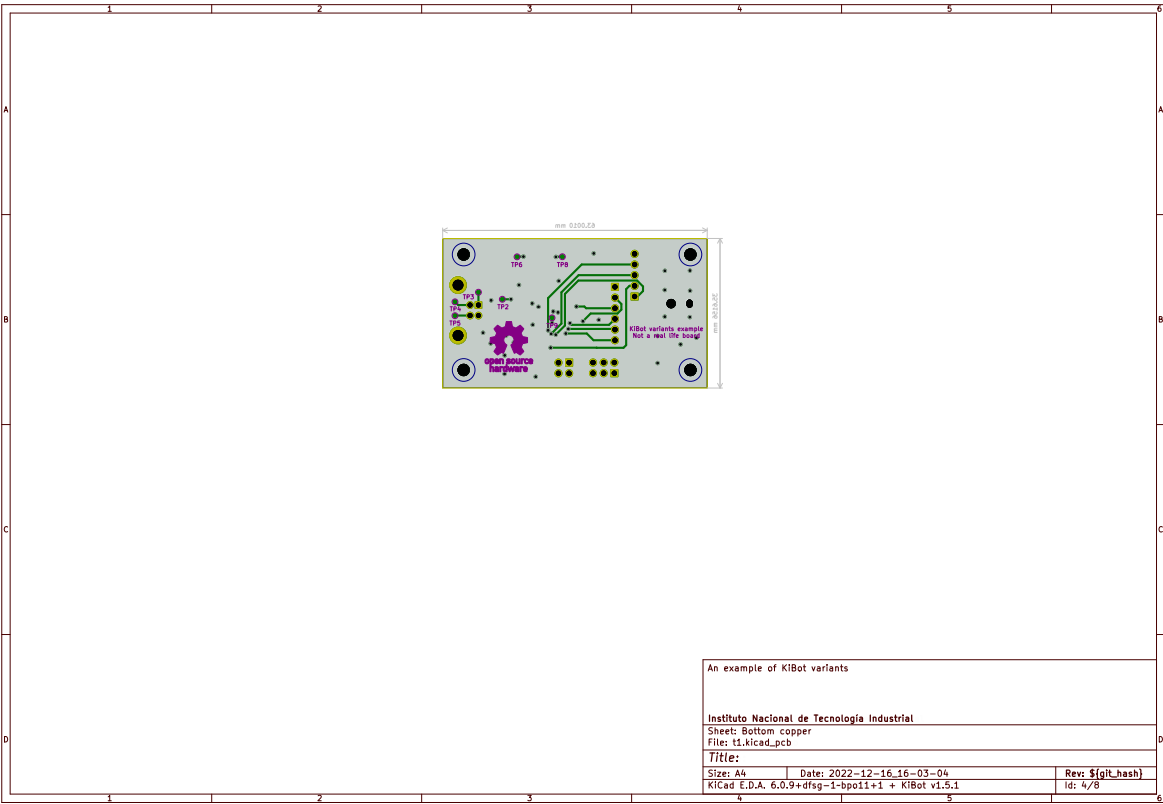 1 2 3 4 5 6
A A
mm 0100.59
TP6 TP8
TP3
TP4 TP2
TP5 TP9
B B
KiBot variants example
Not a real life board
open source
hardware
C C
An example of KiBot variants
Instituto Nacional de Tecnología Industrial
Sheet: Bottom copper
File: t1.kicad_pcb
D D
Title:
Size: A4 Date: 2022-12-16_16-03-04 Rev: ${git_hash}
KiCad E.D.A. 6.0.9+dfsg-1~bpo11+1 + KiBot v1.5.1 Id: 4/8
1 2 3 4 5 6